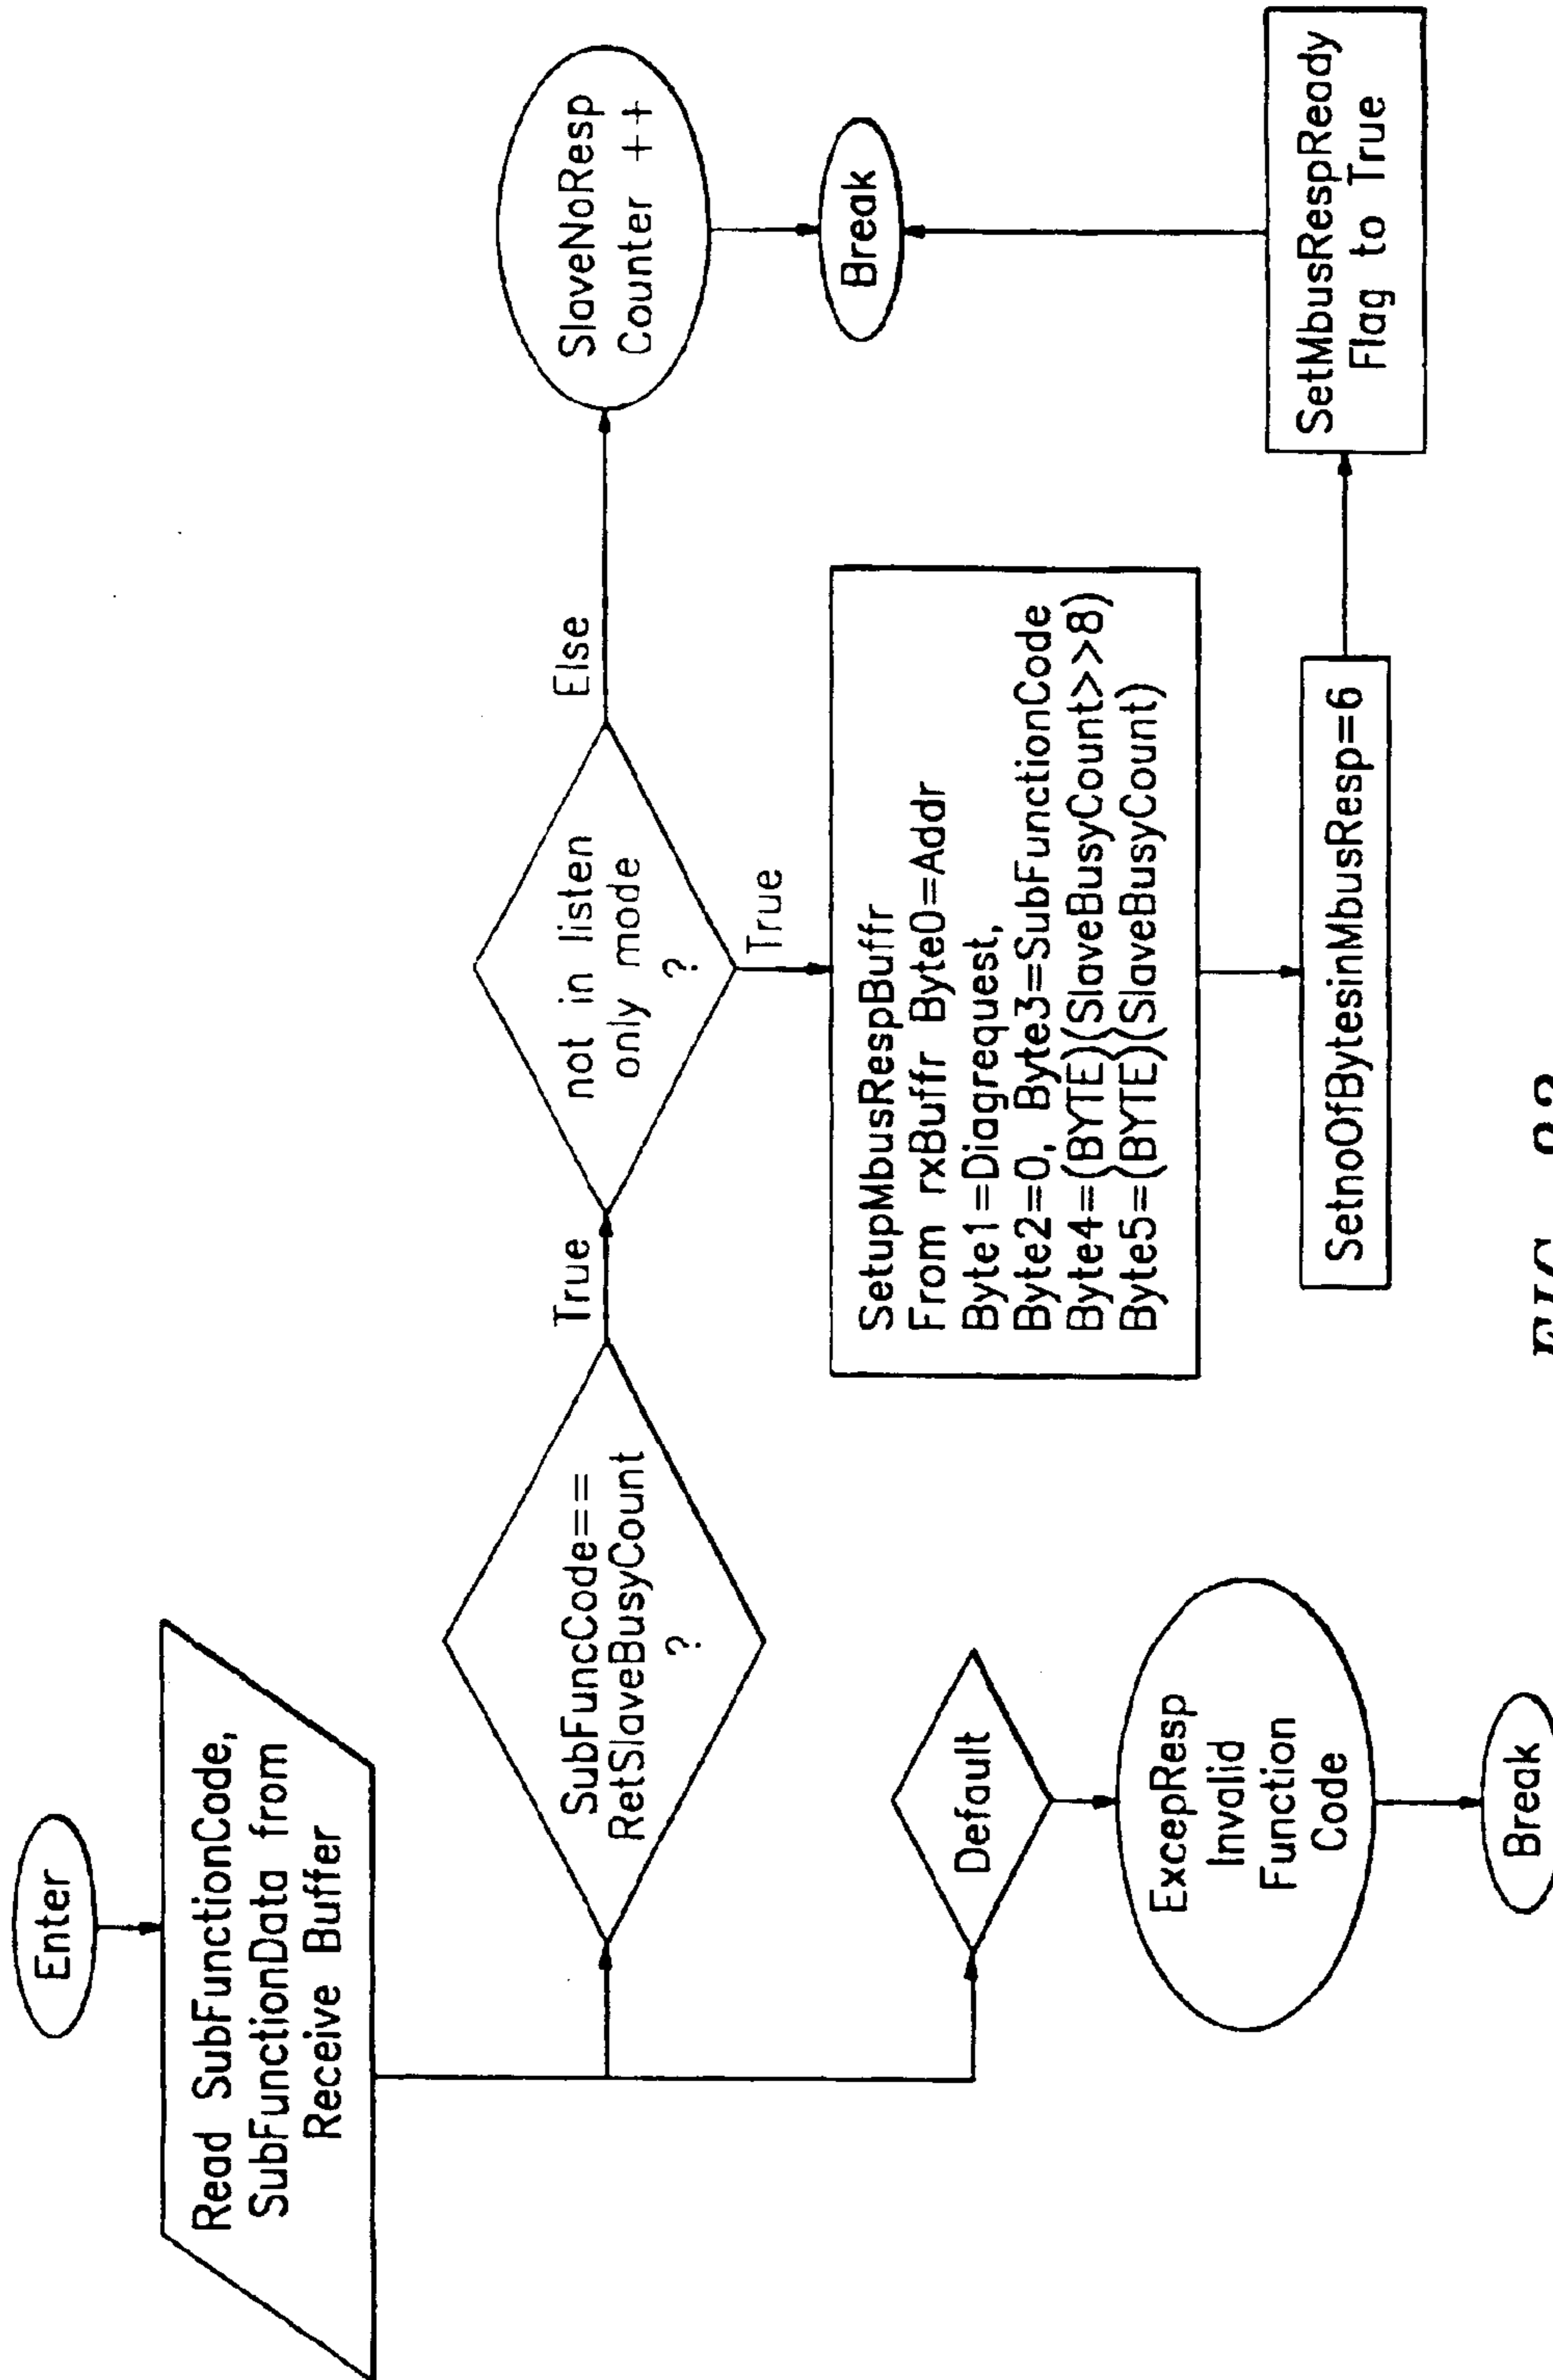 Enter
Read SubFunctionCode,
SubFunctionData from
Receive Buffer
SubFuncCode==
RetSlaveBusyCount
?
True
not in listen
only mode
?
Else
SlaveNoResp
Counter ++
Break
True
SetupMbusRespBuffr
From rxBuffr Byte0=Addr
Byte1=Diagrequest,
Byte2=0, Byte3=SubFunctionCode
Byte4=(BYTE)(SlaveBusyCount>>8)
Byte5=(BYTE)(SlaveBusyCount)
SetnoOfBytesinMbusResp=6
SetMbusRespReady
Flag to True
Default
ExcepResp
Invalid
Function
Code
Break